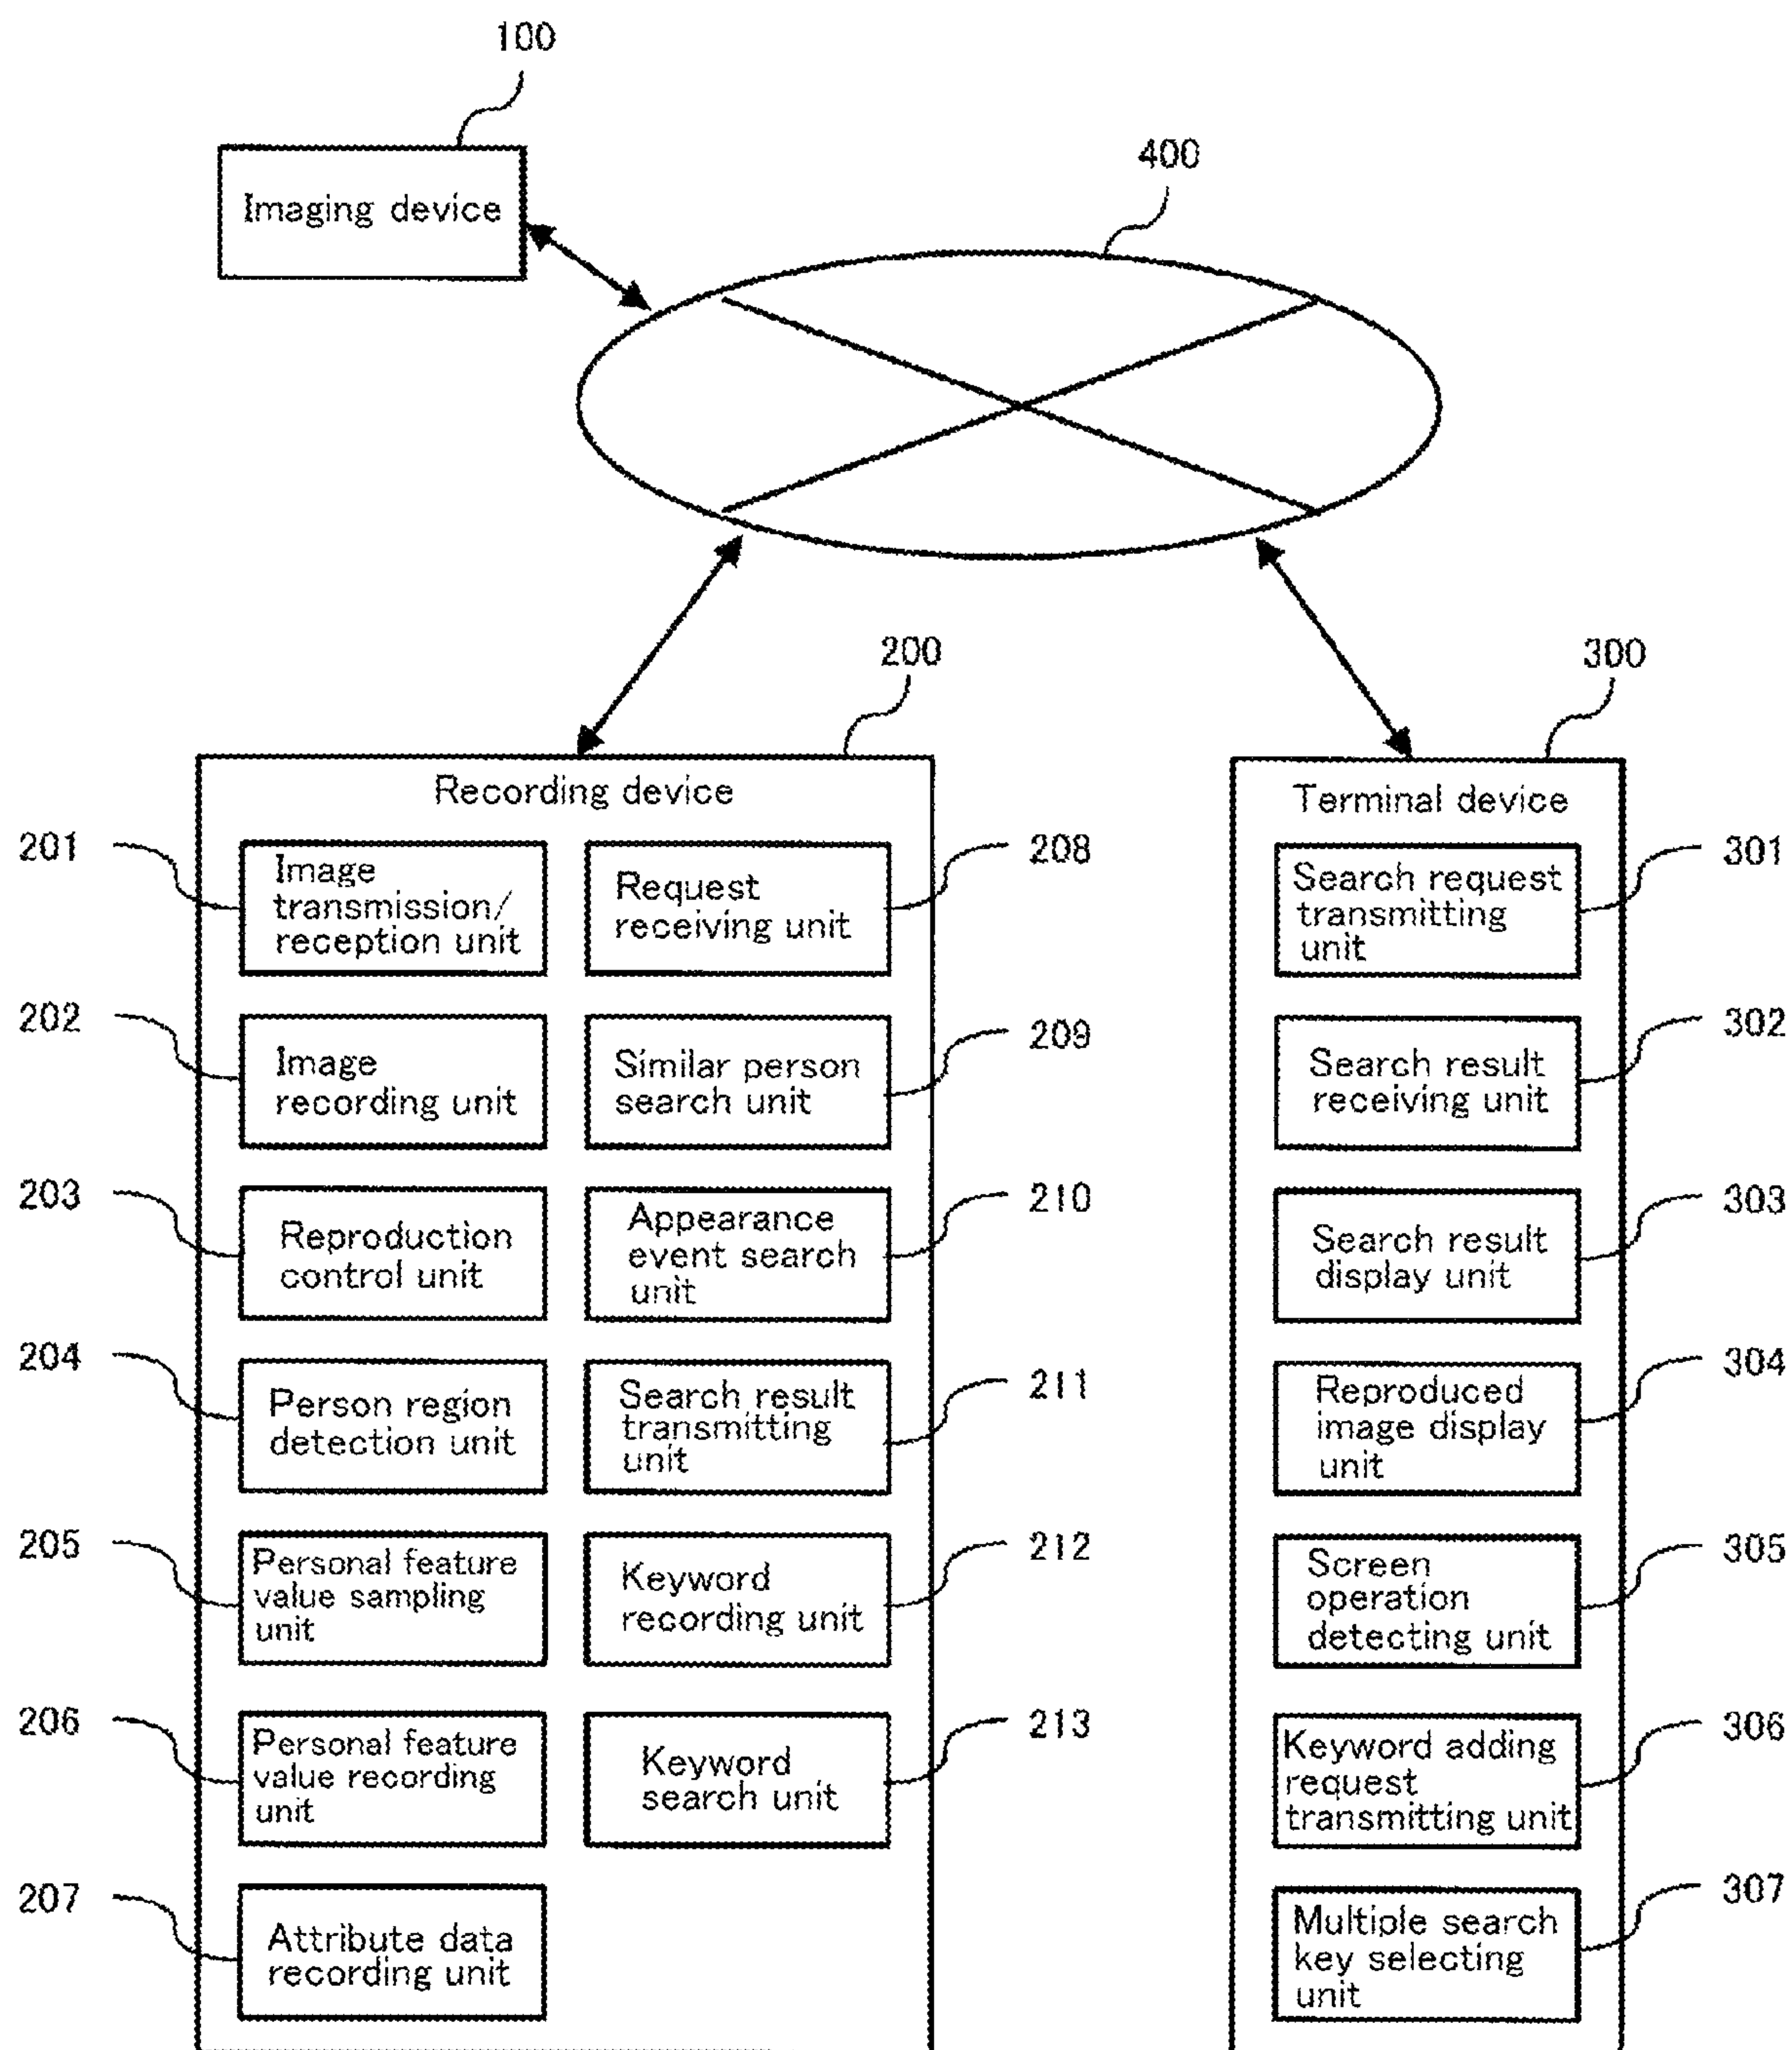 100
Imaging device
400
200
300
Recording device
201
Image
transmission/
reception unit
202
Image
recording unit
203
Reproduction
control unit
204
Person region
detection unit
205
Personal feature
value sampling
unit
206
Personal feature
value recording
unit
207
Attribute data
recording unit
208
Request
receiving unit
209
Similar person
search unit
210
Appearance
event search
unit
211
Search result
transmitting
unit
212
Keyword
recording unit
213
Keyword
search unit
Terminal device
301
Search request
transmitting
unit
302
Search result
receiving unit
303
Search result
display unit
304
Reproduced
image display
unit
305
Screen
operation
detecting unit
306
Keyword adding
request
transmitting unit
307
Multiple search
key selecting
unit